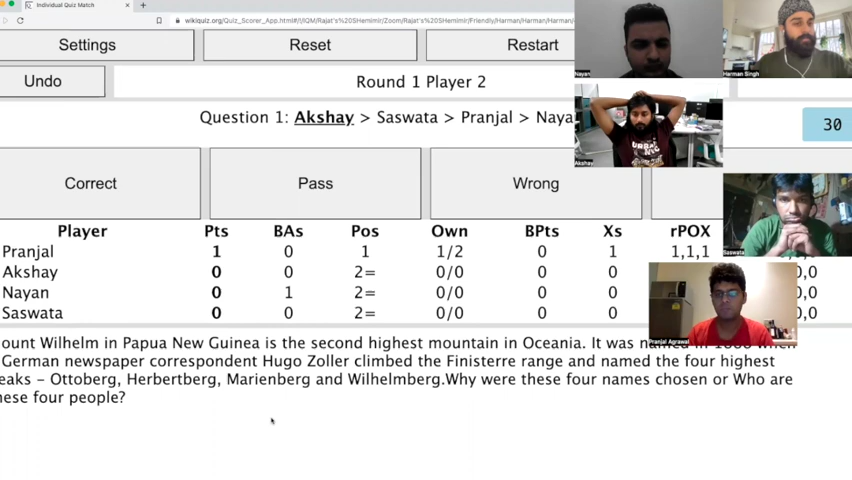 Individual Quiz Match
wikiquiz.org/Quiz_Scorer_App.html#/I/IQM/Rajat's%20SHemimir/Zoom/Rajat's%20SHemimir/Friendly/Harman/Harman/Harman/
Settings Reset Restart
Undo Round 1 Player 2
Question 1: Akshay > Saswata > Pranjal > Naya
30
Correct Pass Wrong
Player Pts BAs Pos Own BPts Xs rPOX
Pranjal 1 0 1 1/2 0 1 1,1,1
Akshay 0 0 2= 0/0 0 0
Nayan 0 1 2= 0/0 0 0 0,0
Saswata 0 0 2= 0/0 0 0 0,0
ount Wilhelm in Papua New Guinea is the second highest mountain in Oceania. It was
German newspaper correspondent Hugo Zoller climbed the Finisterre range and named the four highest
eaks - Ottoberg, Herbertberg, Marienberg and Wilhelmberg.Why were these four names chosen or Who are
hese four people?
Nayan
Harman Singh
Akshay
Saswata
Pranjal Agrawal